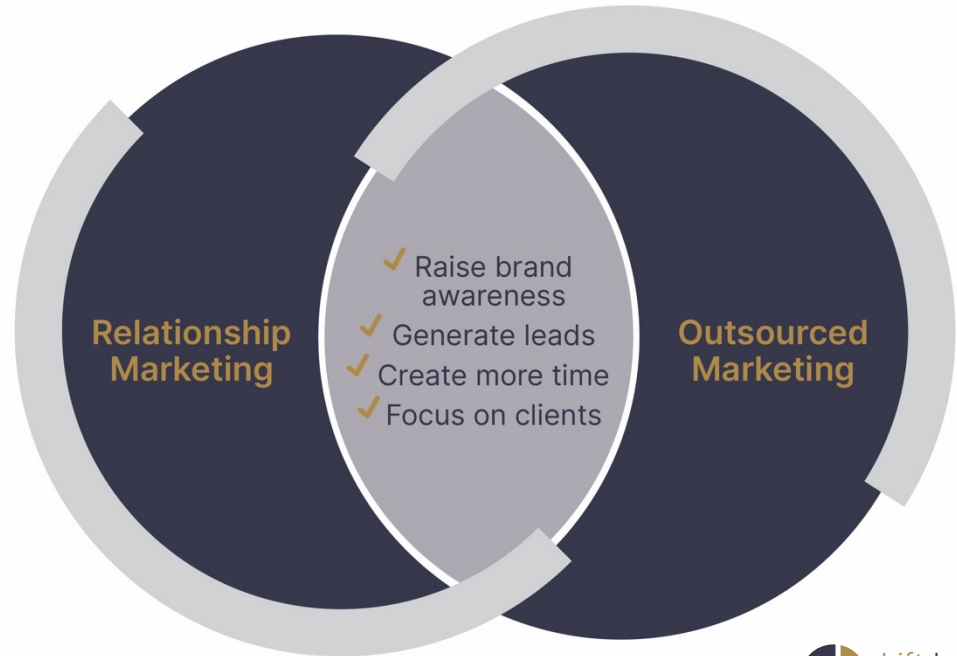 Relationship
Marketing
✓ Raise brand
awareness
✓ Generate leads
✓ Create more time
✓ Focus on clients
Outsourced
Marketing